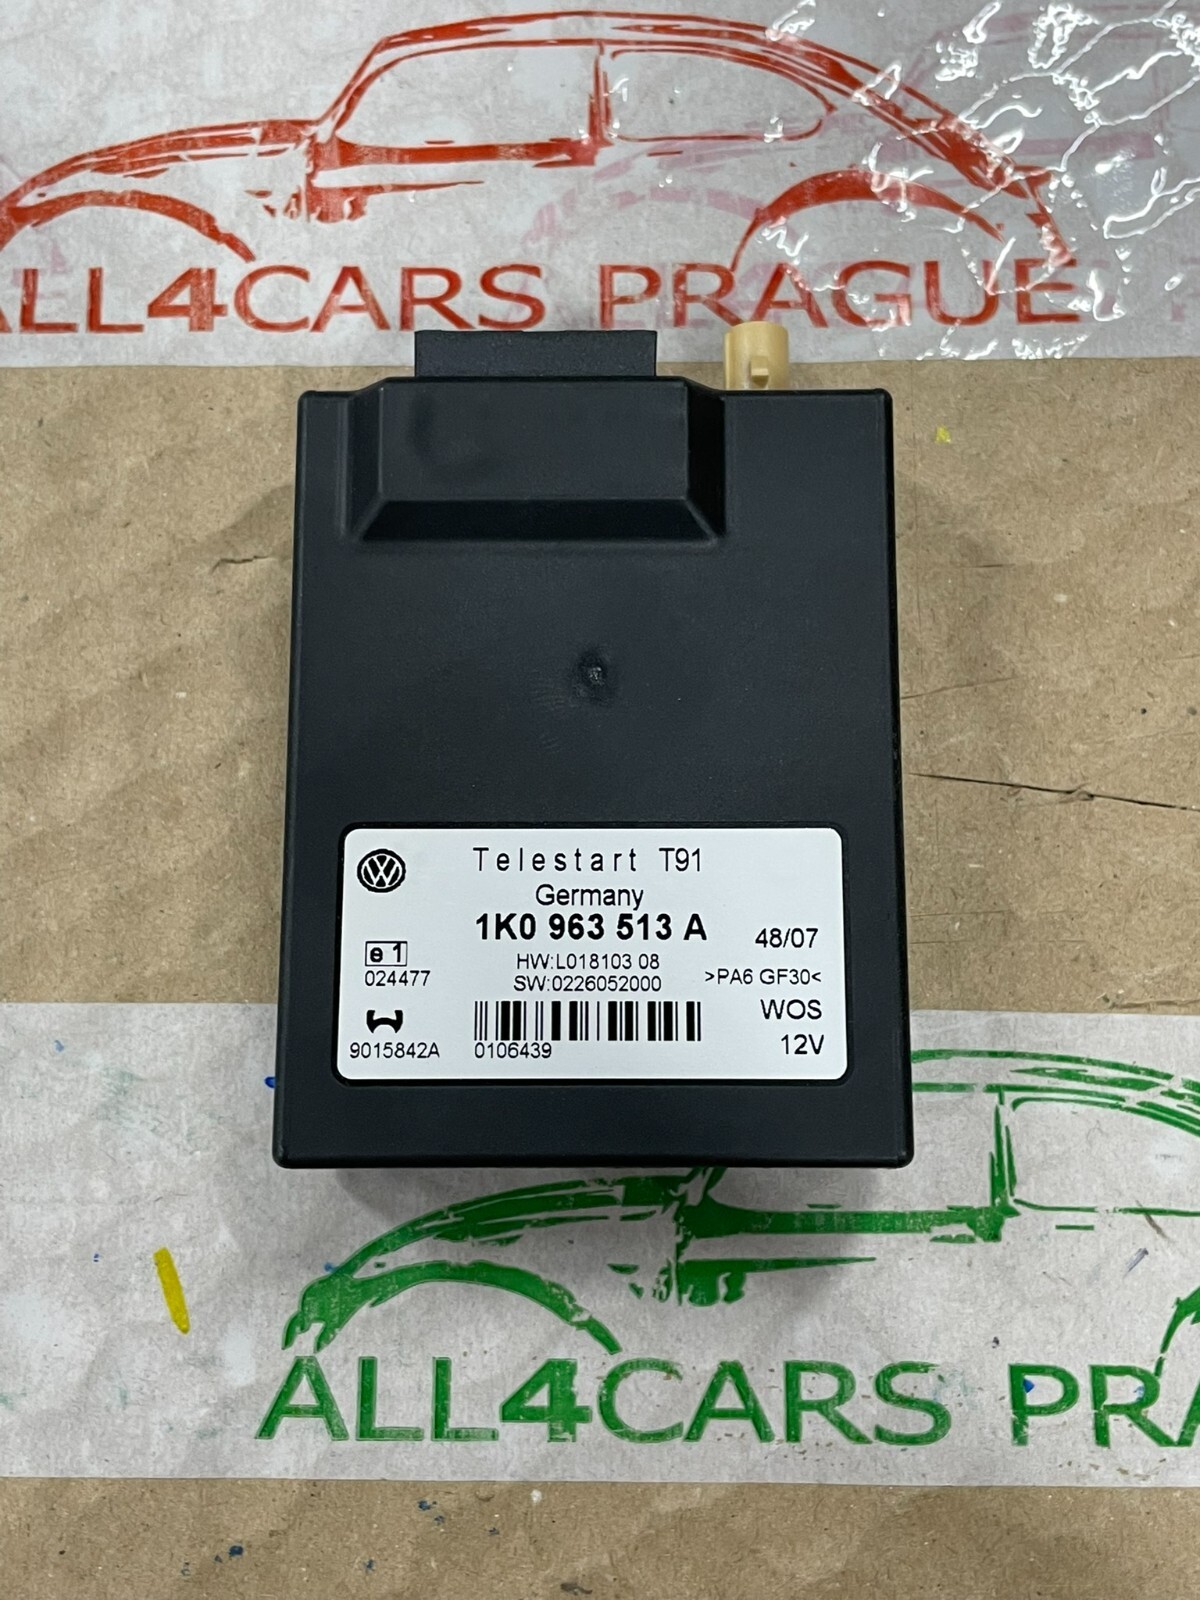 ALL4CARS PRAGUE
Telestart T91
Germany
1K0 963 513 A
48/07
e1
HW:L018103 08
024477
SW:0226052000
>PA6 GF30<
WOS
9015842A
0106439
12V
ALL4CARS PRA